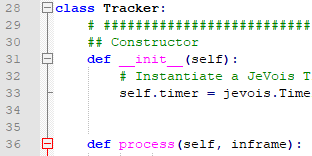 28 class Tracker:
29 # ###########################
30 ## Constructor
31 def __init__(self):
32 # Instantiate a JeVois T
33 self.timer = jevois.Time
34
35
36 def process(self, inframe):